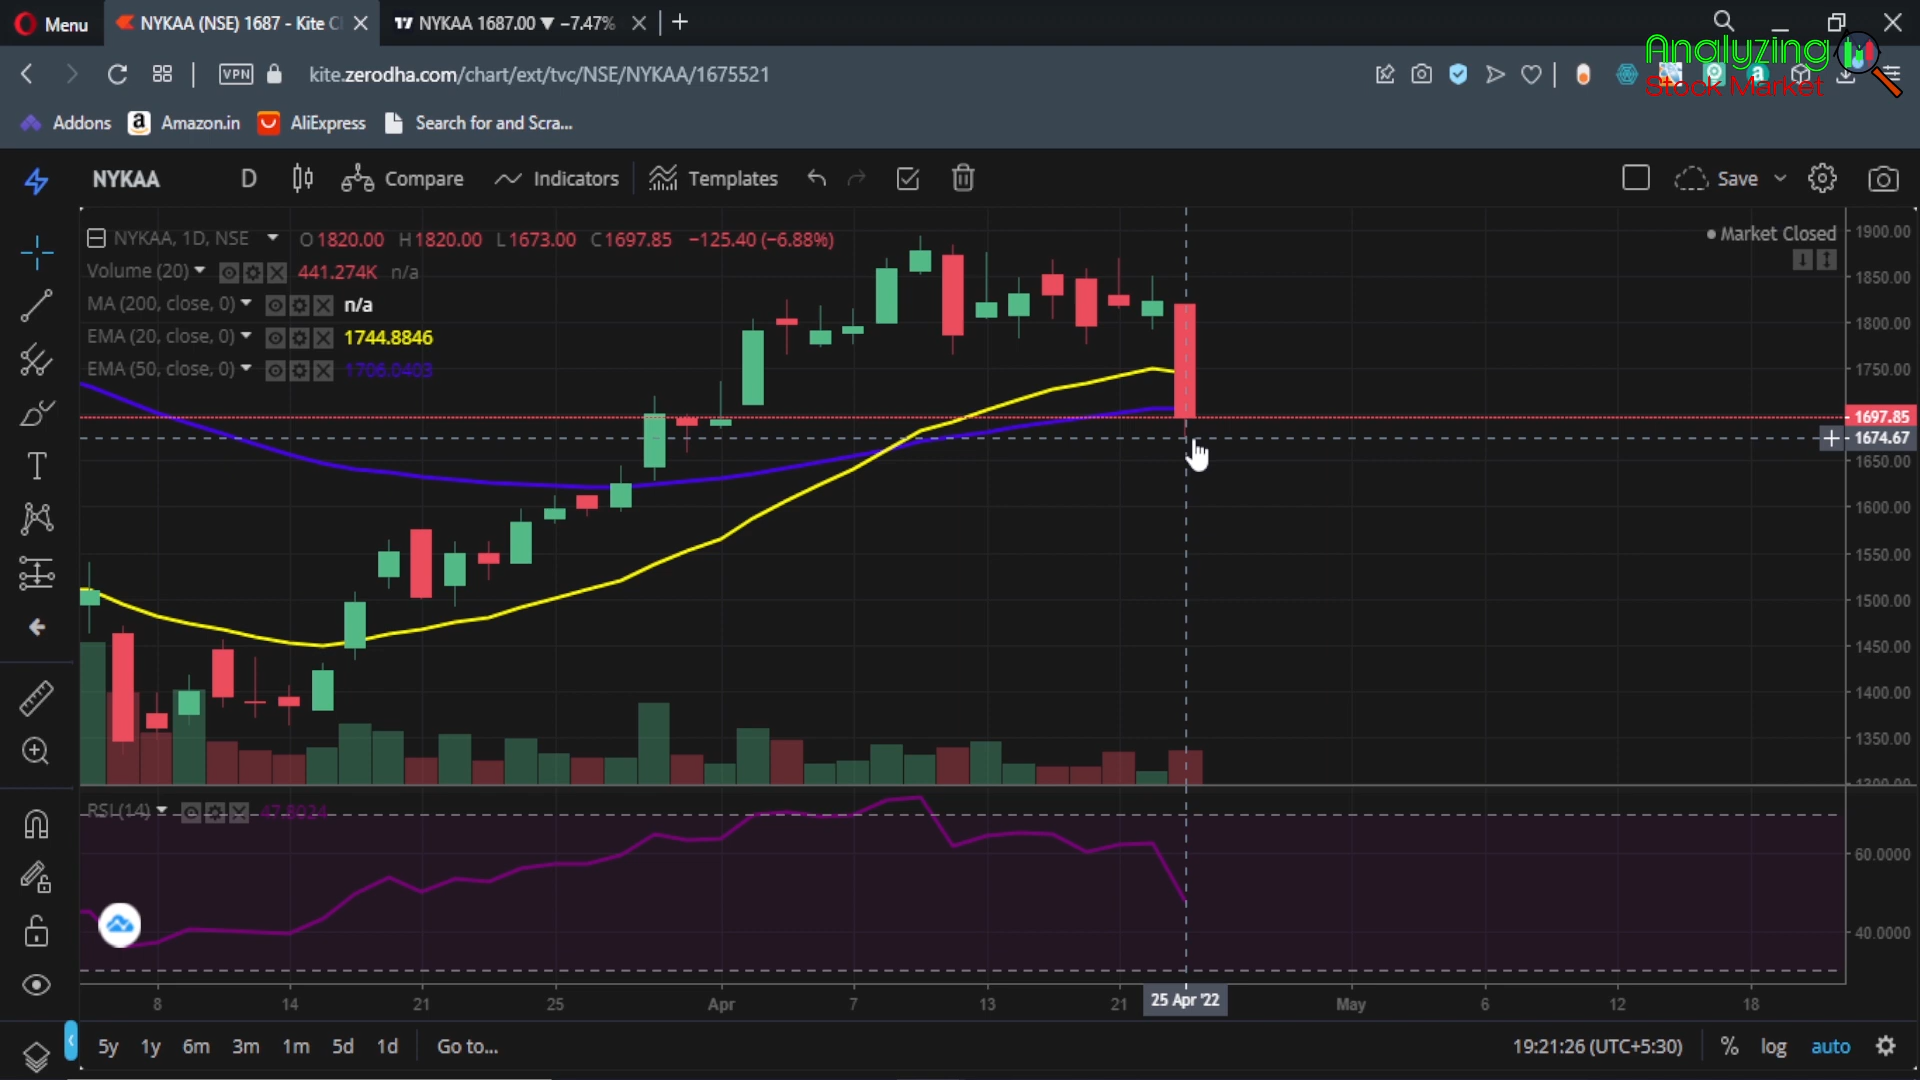 Menu
NYKAA (NSE) 1687 - Kite C
NYKAA 1687.00 ▼ −7.47%
Analyzing
Stock Market
VPN
kite.zerodha.com/chart/ext/tvc/NSE/NYKAA/1675521
Addons
Amazon.in
AliExpress
Search for and Scra...
NYKAA
D
Compare
Indicators
Templates
Save
NYKAA, 1D, NSE
O 1820.00 H 1820.00 L 1673.00 C 1697.85 −125.40 (−6.88%)
Market Closed
Volume (20)
441.274K n/a
MA (200, close, 0)
n/a
EMA (20, close, 0)
1744.8846
EMA (50, close, 0)
1706.0403
1900.00
1850.00
1800.00
1750.00
1697.85
1674.67
1650.00
1600.00
1550.00
1500.00
1450.00
1400.00
1350.00
1300.00
RSI (14)
47.8024
60.0000
40.0000
8 14 21 25 Apr 7 13 21 25 Apr '22 May 6 12 18
5y 1y 6m 3m 1m 5d 1d Go to...
19:21:26 (UTC+5:30) % log auto